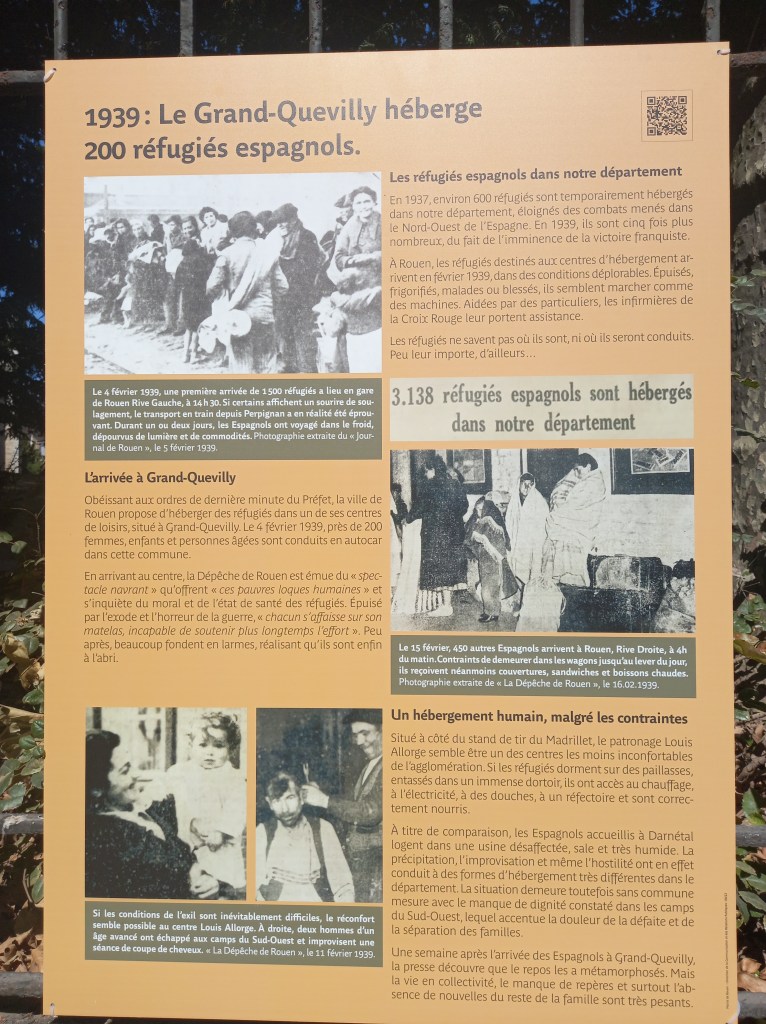 1939 : Le Grand-Quevilly héberge
200 réfugiés espagnols.
Le 4 février 1939, une première arrivée de 1 500 réfugiés a lieu en gare
de Rouen Rive Gauche, à 14 h 30. Si certains affichent un sourire de sou-
lagement, le transport en train depuis Perpignan a en réalité été éprou-
vant. Durant un ou deux jours, les Espagnols ont voyagé dans le froid,
dépourvus de lumière et de commodités. Photographie extraite du « Jour-
nal de Rouen », le 5 février 1939.
L'arrivée à Grand-Quevilly
Obéissant aux ordres de dernière minute du Préfet, la ville de
Rouen propose d'héberger des réfugiés dans un de ses centres
de loisirs, situé à Grand-Quevilly. Le 4 février 1939, près de 200
femmes, enfants et personnes âgées sont conduits en autocar
dans cette commune.
En arrivant au centre, la Dépêche de Rouen est émue du « spec-
tacle navrant » qu'offrent « ces pauvres loques humaines » et
s'inquiète du moral et de l'état de santé des réfugiés. Épuisé
par l'exode et l'horreur de la guerre, « chacun s'affaisse sur son
matelas, incapable de soutenir plus longtemps l'effort ». Peu
après, beaucoup fondent en larmes, réalisant qu'ils sont enfin
à l'abri.
Si les conditions de l'exil sont inévitablement difficiles, le réconfort
semble possible au centre Louis Allorge. À droite, deux hommes d'un
âge avancé ont échappé aux camps du Sud-Ouest et improvisent une
séance de coupe de cheveux. « La Dépêche de Rouen », le 11 février 1939.
Les réfugiés espagnols dans notre département
En 1937, environ 600 réfugiés sont temporairement hébergés
dans notre département, éloignés des combats menés dans
le Nord-Ouest de l'Espagne. En 1939, ils sont cinq fois plus
nombreux, du fait de l'imminence de la victoire franquiste.
À Rouen, les réfugiés destinés aux centres d'hébergement ar-
rivent en février 1939, dans des conditions déplorables. Épuisés,
frigorifiés, malades ou blessés, ils semblent marcher comme
des machines. Aidées par des particuliers, les infirmières de
la Croix Rouge leur portent assistance.
Les réfugiés ne savent pas où ils sont, ni où ils seront conduits.
Peu leur importe, d'ailleurs...
3.138 réfugiés espagnols sont hébergés
dans notre département
Le 15 février, 450 autres Espagnols arrivent à Rouen, Rive Droite, à 4h
du matin. Contraints de demeurer dans les wagons jusqu'au lever du jour,
ils reçoivent néanmoins couvertures, sandwiches et boissons chaudes.
Photographie extraite de « La Dépêche de Rouen », le 16.02.1939.
Un hébergement humain, malgré les contraintes
Situé à côté du stand de tir du Madrillet, le patronage Louis
Allorge semble être un des centres les moins inconfortables
de l'agglomération. Si les réfugiés dorment sur des paillasses,
entassés dans un immense dortoir, ils ont accès au chauffage,
à l'électricité, à des douches, à un réfectoire et sont correc-
tement nourris.
À titre de comparaison, les Espagnols accueillis à Darnétal
logent dans une usine désaffectée, sale et très humide. La
précipitation, l'improvisation et même l'hostilité ont en effet
conduit à des formes d'hébergement très différentes dans le
département. La situation demeure toutefois sans commune
mesure avec le manque de dignité constaté dans les camps
du Sud-Ouest, lequel accentue la douleur de la défaite et de
la séparation des familles.
Une semaine après l'arrivée des Espagnols à Grand-Quevilly,
la presse découvre que le repos les a métamorphosés. Mais
la vie en collectivité, le manque de repères et surtout l'ab-
sence de nouvelles du reste de la famille sont très pesants.